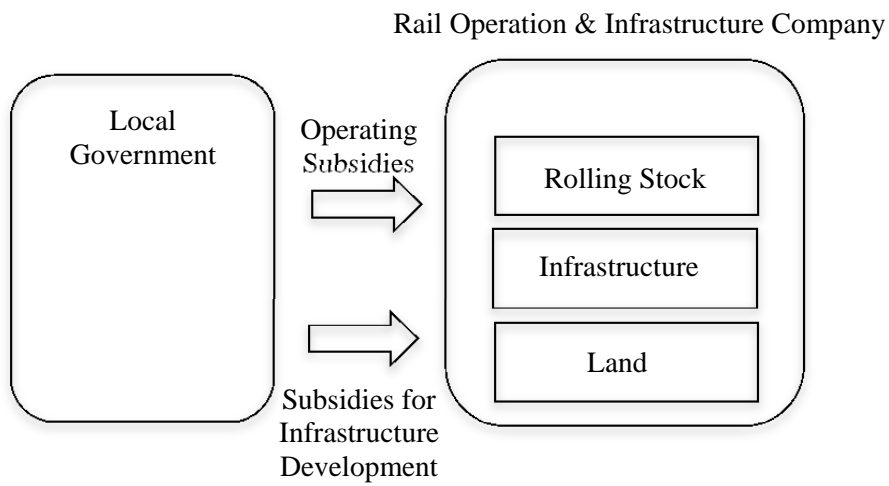 Rail Operation & Infrastructure Company
Local
Government
Operating
Subsidies
Rolling Stock
Infrastructure
Land
Subsidies for
Infrastructure
Development